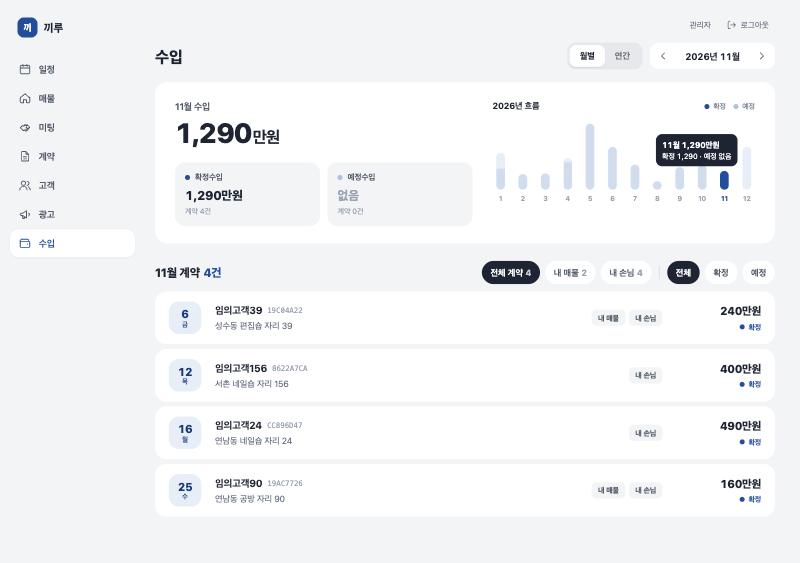 끼 끼루
관리자 로그아웃
일정
매물
미팅
계약
고객
광고
수입
수입
월별 연간
2026년 11월
11월 수입
1,290만원
확정수입
1,290만원
계약 4건
예정수입
없음
계약 0건
2026년 흐름
확정 예정
11월 1,290만원
확정 1,290 · 예정 없음
1 2 3 4 5 6 7 8 9 10 11 12
11월 계약 4건
전체 계약 4 내 매물 2 내 손님 4 전체 확정 예정
6
금
임의고객39 19C04A22
성수동 편집숍 자리 39
내 매물 내 손님
240만원
확정
12
목
임의고객156 8622A7CA
서촌 네일숍 자리 156
내 손님
400만원
확정
16
월
임의고객24 CC896D47
연남동 네일숍 자리 24
내 손님
490만원
확정
25
수
임의고객90 19AC7726
연남동 공방 자리 90
내 매물 내 손님
160만원
확정